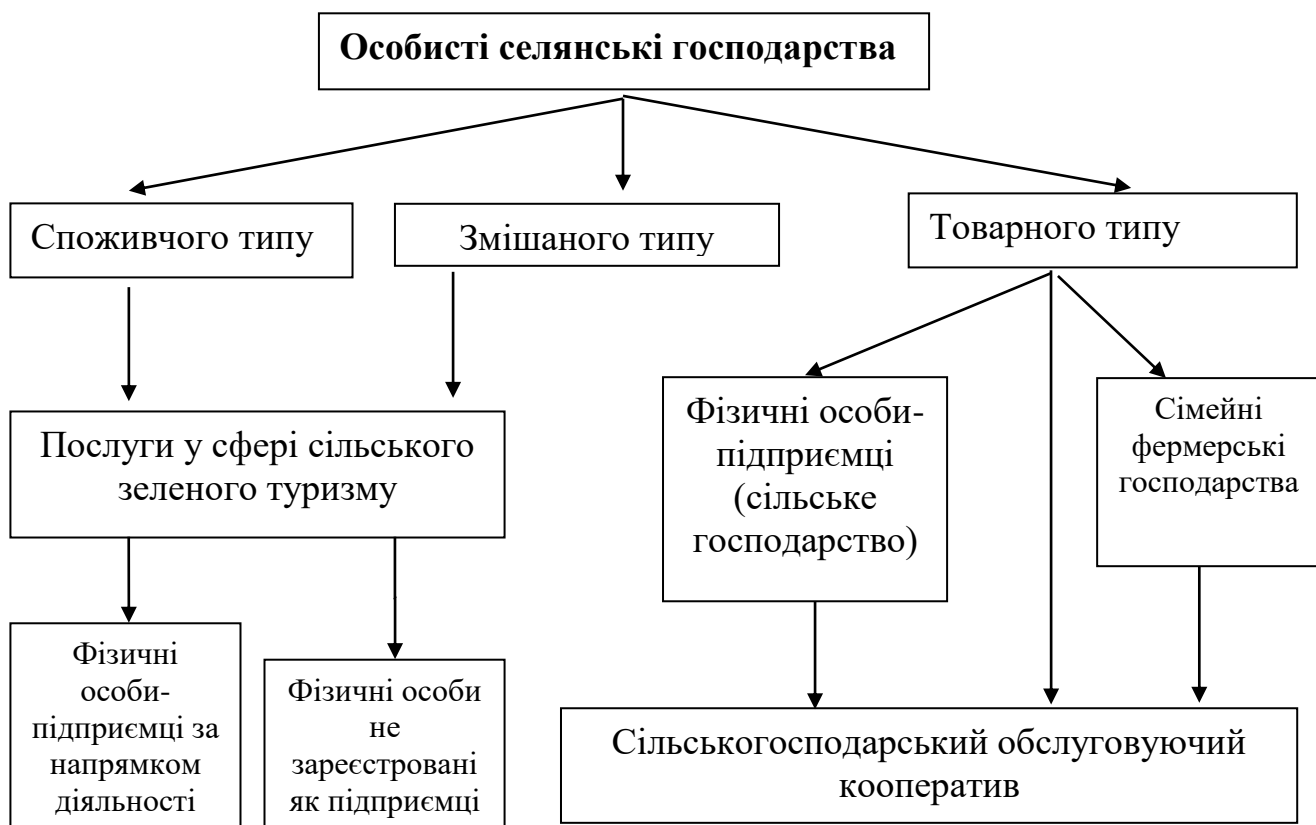 Особисті селянські господарства
Споживчого типу
Змішаного типу
Товарного типу
Послуги у сфері сільського
зеленого туризму
Фізичні особи-
підприємці
(сільське
господарство)
Сімейні
фермерські
господарства
Фізичні
особи-
підприємці за
напрямком
діяльності
Фізичні особи
не
зареєстровані
як підприємці
Сільськогосподарський обслуговуючий
кооператив